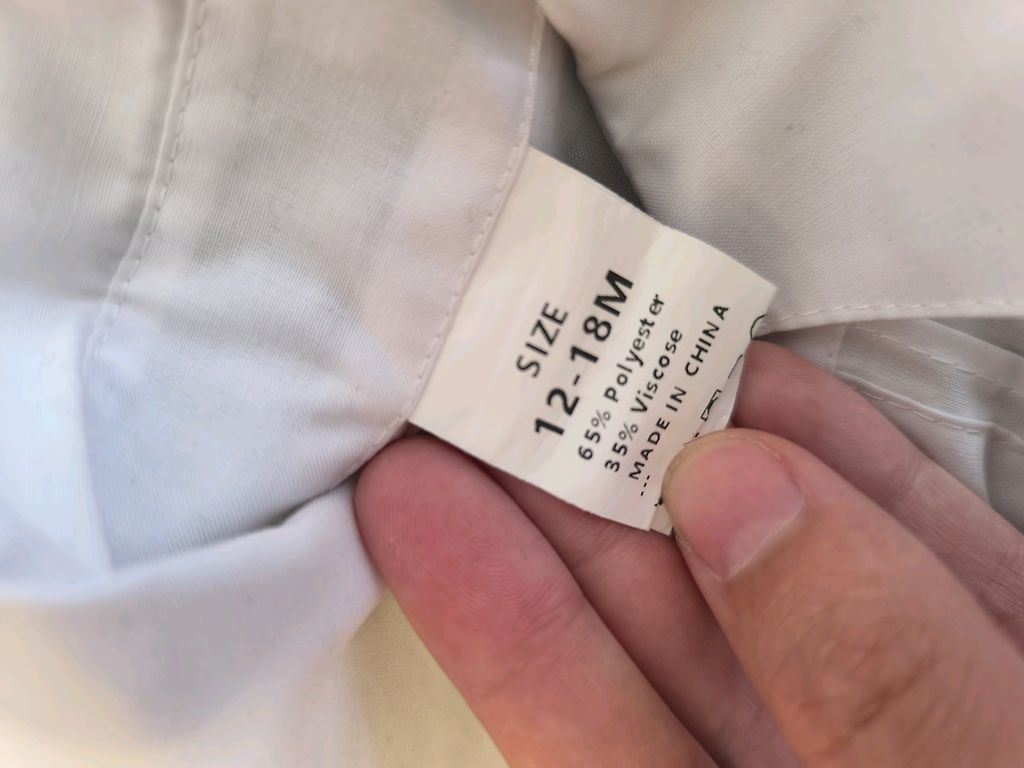 SIZE
12-18M
65% Polyester
35% Viscose
MADE IN CHINA
---